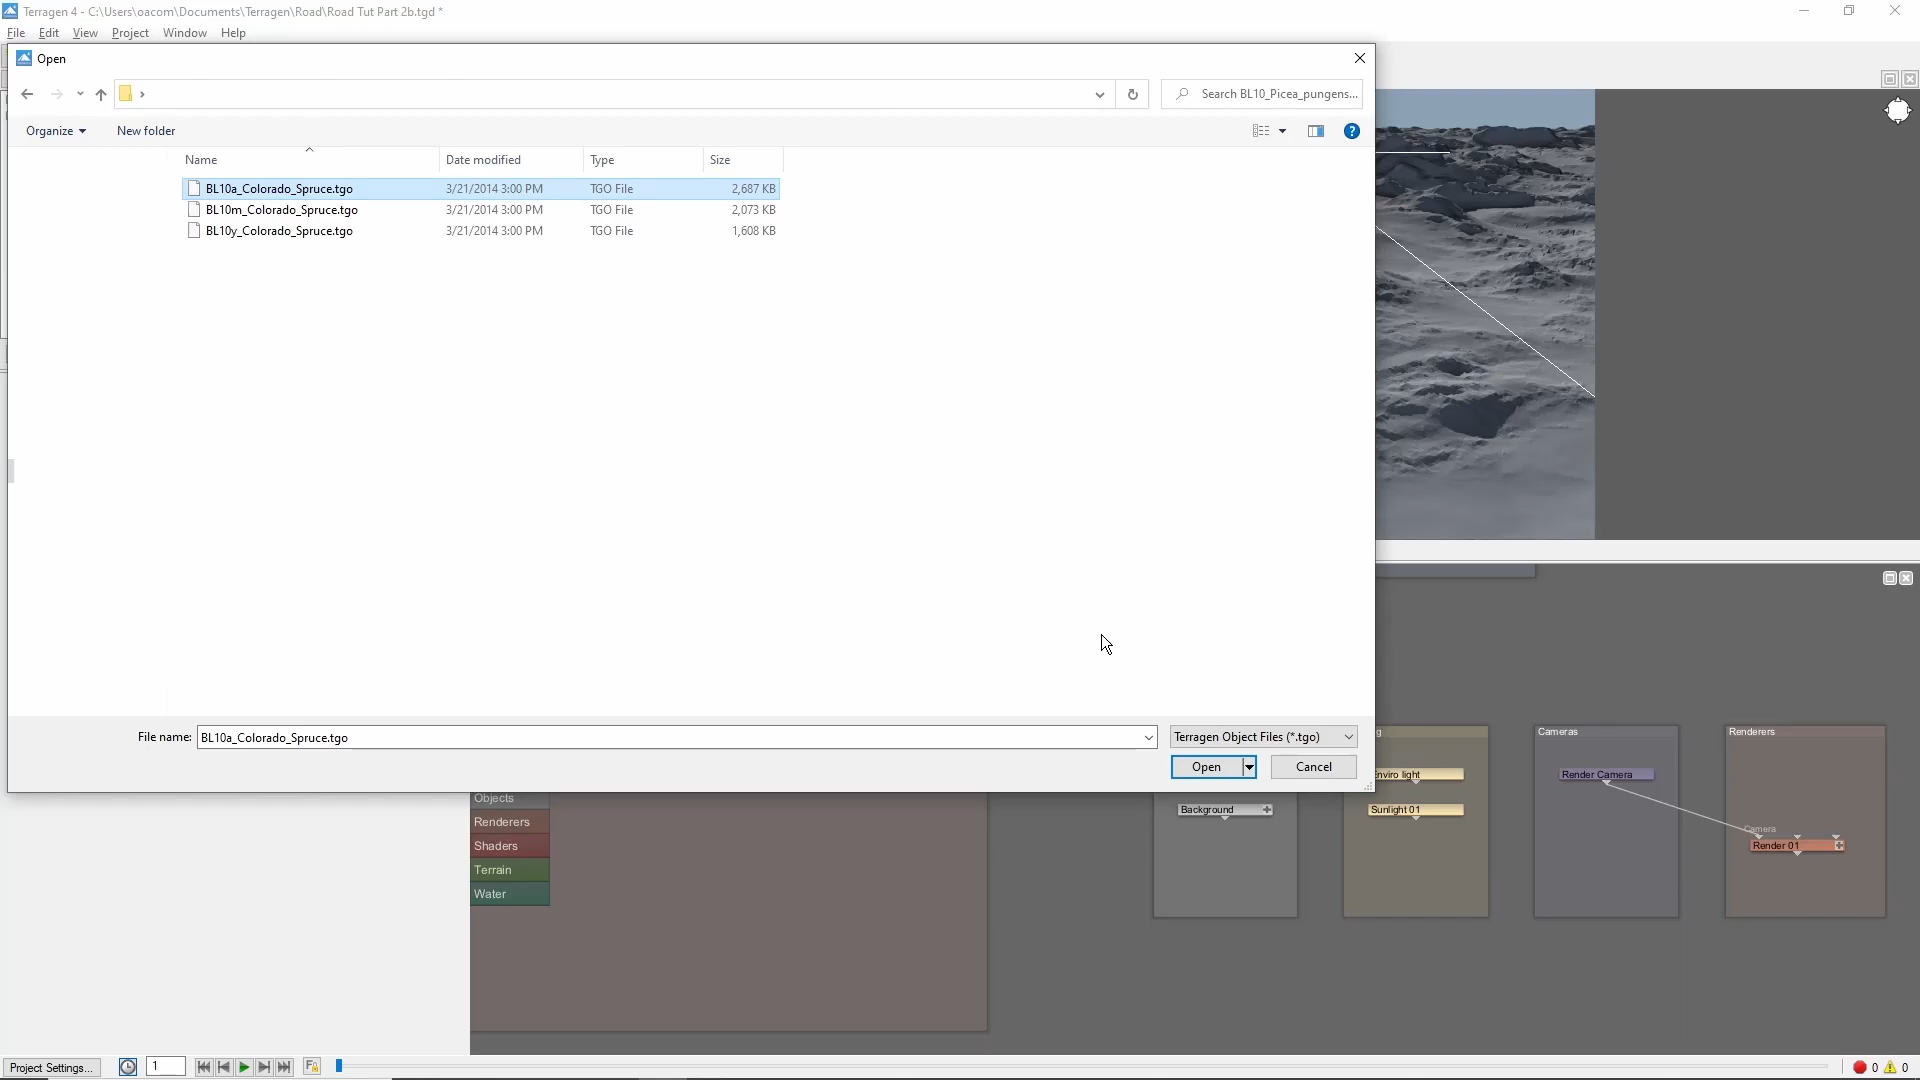 Terragen 4 - C:\Users\oacom\Documents\Terragen\Road\Road Tut Part 2b.tgd *
File Edit View Project Window Help
Open
Search BL10_Picea_pungens...
Organize New folder
Name Date modified Type Size
BL10a_Colorado_Spruce.tgo 3/21/2014 3:00 PM TGO File 2,687 KB
BL10m_Colorado_Spruce.tgo 3/21/2014 3:00 PM TGO File 2,073 KB
BL10y_Colorado_Spruce.tgo 3/21/2014 3:00 PM TGO File 1,608 KB
File name: BL10a_Colorado_Spruce.tgo Terragen Object Files (*.tgo)
Open Cancel
Cameras Renderers
Enviro light Render Camera
Objects
Background Sunlight 01
Renderers
Camera
Shaders Render 01
Terrain
Water
Project Settings... 1 0 0